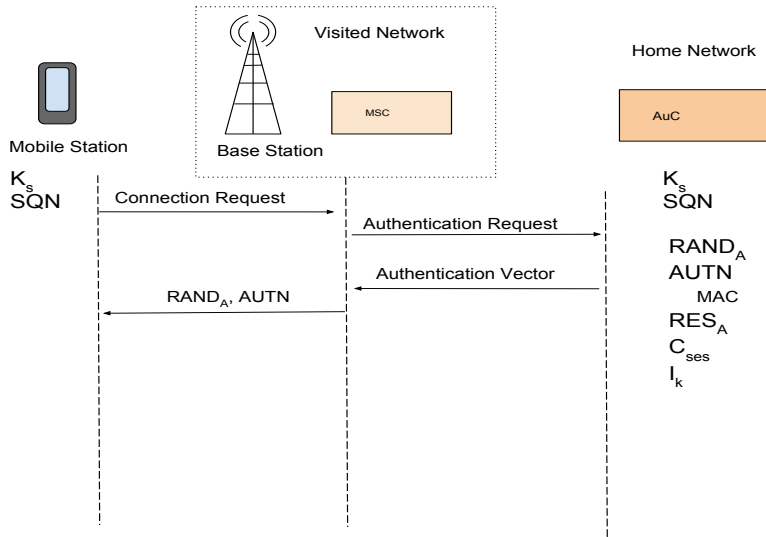 Visited Network
Home Network
MSC
AuC
Mobile Station
Base Station
K_s
SQN
K_s
SQN
Connection Request
Authentication Request
RAND_A
Authentication Vector
AUTN
RAND_A, AUTN
MAC
RES_A
C_ses
I_k